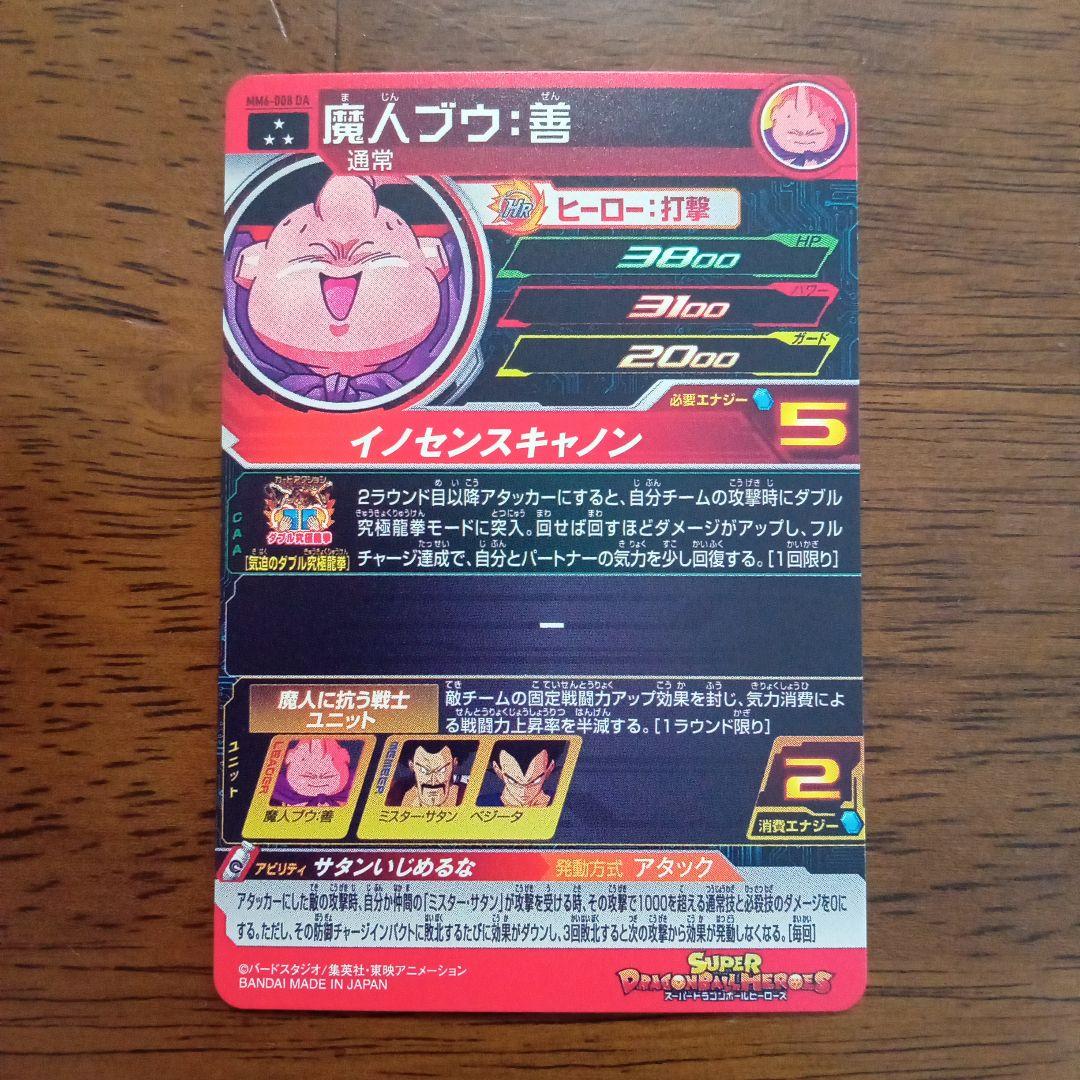 MM6-008 DA
魔人ブウ:善
通常
HR
ヒーロー:打撃
HP
3800
パワー
3100
ガード
2000
必要エナジー 5
イノセンスキャノン
CAA
カードアクション
ダブル究極龍拳
[気迫のダブル究極龍拳]
2ラウンド目以降アタッカーにすると、自分チームの攻撃時にダブル
究極龍拳モードに突入。回せば回すほどダメージがアップし、フル
チャージ達成で、自分とパートナーの気力を少し回復する。[1回限り]
ー
ユニット
魔人に抗う戦士
ユニット
敵チームの固定戦闘力アップ効果を封じ、気力消費によ
る戦闘力上昇率を半減する。[1ラウンド限り]
LEADER
魔人ブウ:善
MEMBER
ミスター・サタン
ベジータ
2
消費エナジー
アビリティ サタンいじめるな
発動方式 アタック
アタッカーにした敵の攻撃時、自分か仲間の「ミスター・サタン」が攻撃を受ける時、その攻撃で1000を超える通常技と必殺技のダメージを0に
する。ただし、その防御チャージインパクトに敗北するたびに効果がダウンし、3回敗北すると次の攻撃から効果が発動しなくなる。[毎回]
©バードスタジオ/集英社・東映アニメーション
BANDAI MADE IN JAPAN
SUPER
DRAGONBALL HEROES
スーパードラゴンボールヒーローズ